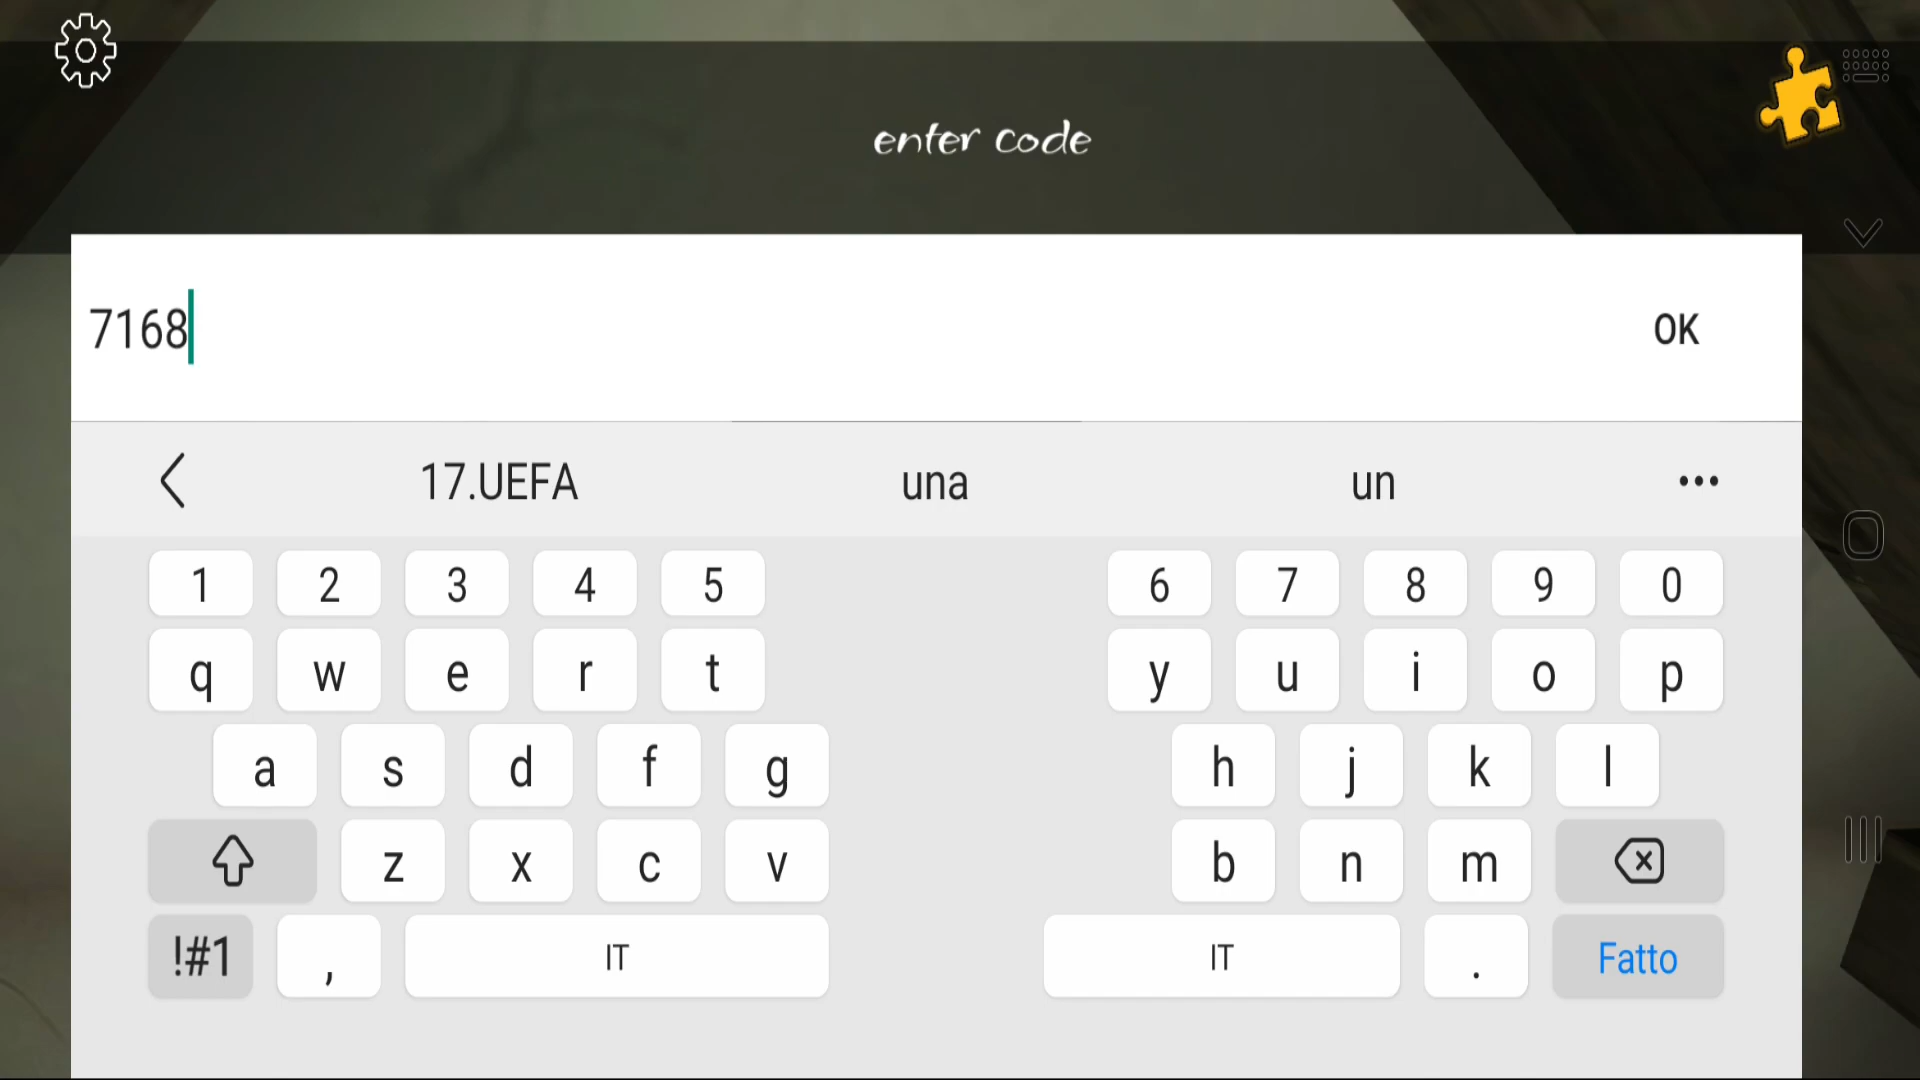 enter code
7168
OK
17.UEFA una un •••
1 2 3 4 5 6 7 8 9 0
q w e r t y u i o p
a s d f g h j k l
z x c v b n m
!#1 , IT IT . Fatto